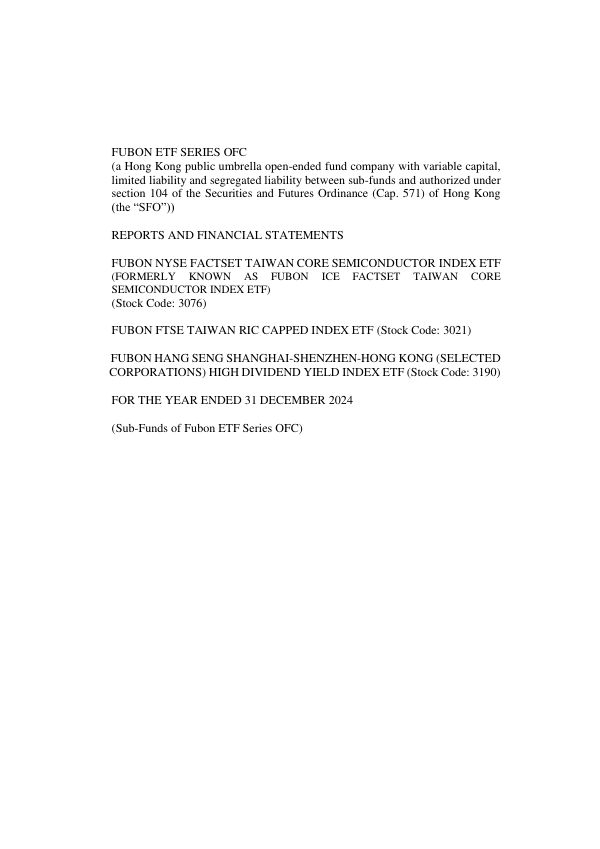 FUBON ETF SERIES OFC
(a Hong Kong public umbrella open-ended fund company with variable capital,
limited liability and segregated liability between sub-funds and authorized under
section 104 of the Securities and Futures Ordinance (Cap. 571) of Hong Kong
(the “SFO”))
REPORTS AND FINANCIAL STATEMENTS
FUBON NYSE FACTSET TAIWAN CORE SEMICONDUCTOR INDEX ETF
(FORMERLY KNOWN AS FUBON ICE FACTSET TAIWAN CORE
SEMICONDUCTOR INDEX ETF)
(Stock Code: 3076)
FUBON FTSE TAIWAN RIC CAPPED INDEX ETF (Stock Code: 3021)
FUBON HANG SENG SHANGHAI-SHENZHEN-HONG KONG (SELECTED
CORPORATIONS) HIGH DIVIDEND YIELD INDEX ETF (Stock Code: 3190)
FOR THE YEAR ENDED 31 DECEMBER 2024
(Sub-Funds of Fubon ETF Series OFC)